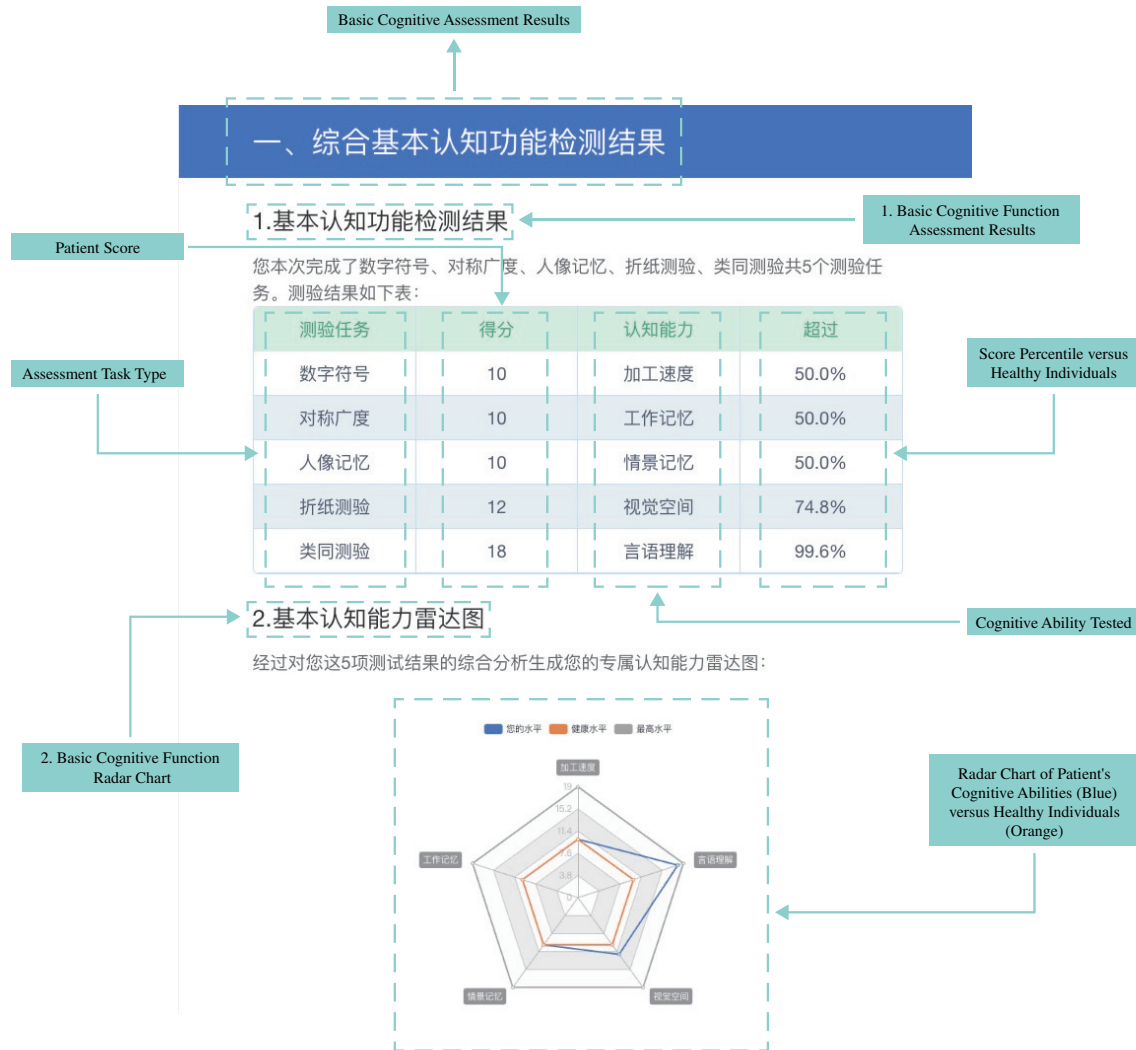 Basic Cognitive Assessment Results
一、综合基本认知功能检测结果
1.基本认知功能检测结果
1. Basic Cognitive Function
Assessment Results
Patient Score
您本次完成了数字符号、对称广度、人像记忆、折纸测验、类同测验共5个测验任
务。测验结果如下表：
测验任务 得分 认知能力 超过
数字符号 10 加工速度 50.0%
对称广度 10 工作记忆 50.0%
人像记忆 10 情景记忆 50.0%
折纸测验 12 视觉空间 74.8%
类同测验 18 言语理解 99.6%
Assessment Task Type
Score Percentile versus
Healthy Individuals
2.基本认知能力雷达图
Cognitive Ability Tested
经过对您这5项测试结果的综合分析生成您的专属认知能力雷达图：
2. Basic Cognitive Function
Radar Chart
您的水平 健康水平 最高水平
加工速度
19
15.2
11.4
7.6
3.8
0
工作记忆
言语理解
情景记忆
视觉空间
Radar Chart of Patient's
Cognitive Abilities (Blue)
versus Healthy Individuals
(Orange)